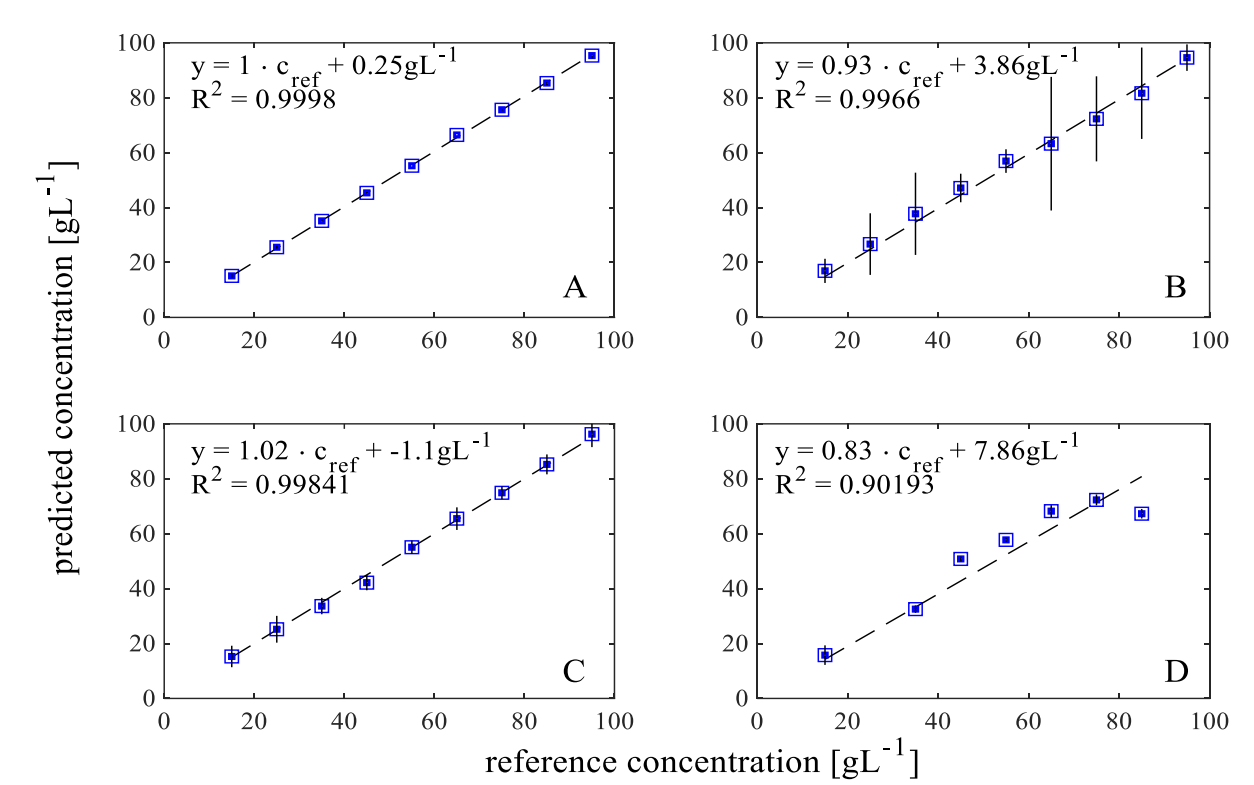 predicted concentration [gL⁻¹]
100
80
60
40
20
0
y = 1 · c_ref + 0.25gL⁻¹
R² = 0.9998
A
0 20 40 60 80 100
100
80
60
40
20
0
y = 0.93 · c_ref + 3.86gL⁻¹
R² = 0.9966
B
0 20 40 60 80 100
100
80
60
40
20
0
y = 1.02 · c_ref + -1.1gL⁻¹
R² = 0.99841
C
0 20 40 60 80 100
100
80
60
40
20
0
y = 0.83 · c_ref + 7.86gL⁻¹
R² = 0.90193
D
0 20 40 60 80 100
reference concentration [gL⁻¹]